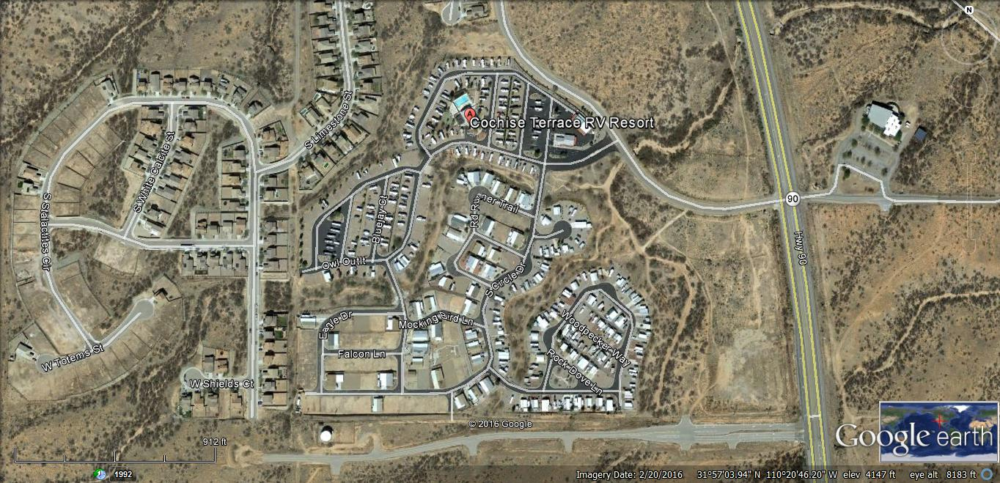 N
S Limestone St
Cochise Terrace RV Resort
S White Calcite St
S Stalactites Cir
Rd Runner Trail
90
Bluejay Ct
Hwy 90
Owl Outlt
S Circle Dr
Eagle Dr
Mocking Bird Ln
Woodpecker Way
Falcon Ln
W Totems St
Rock Dove Ln
W Shields Ct
© 2016 Google
912 ft
Google earth
1992
Imagery Date: 2/20/2016 31°57'03.94" N 110°20'46.20" W elev 4147 ft eye alt 8183 ft
A